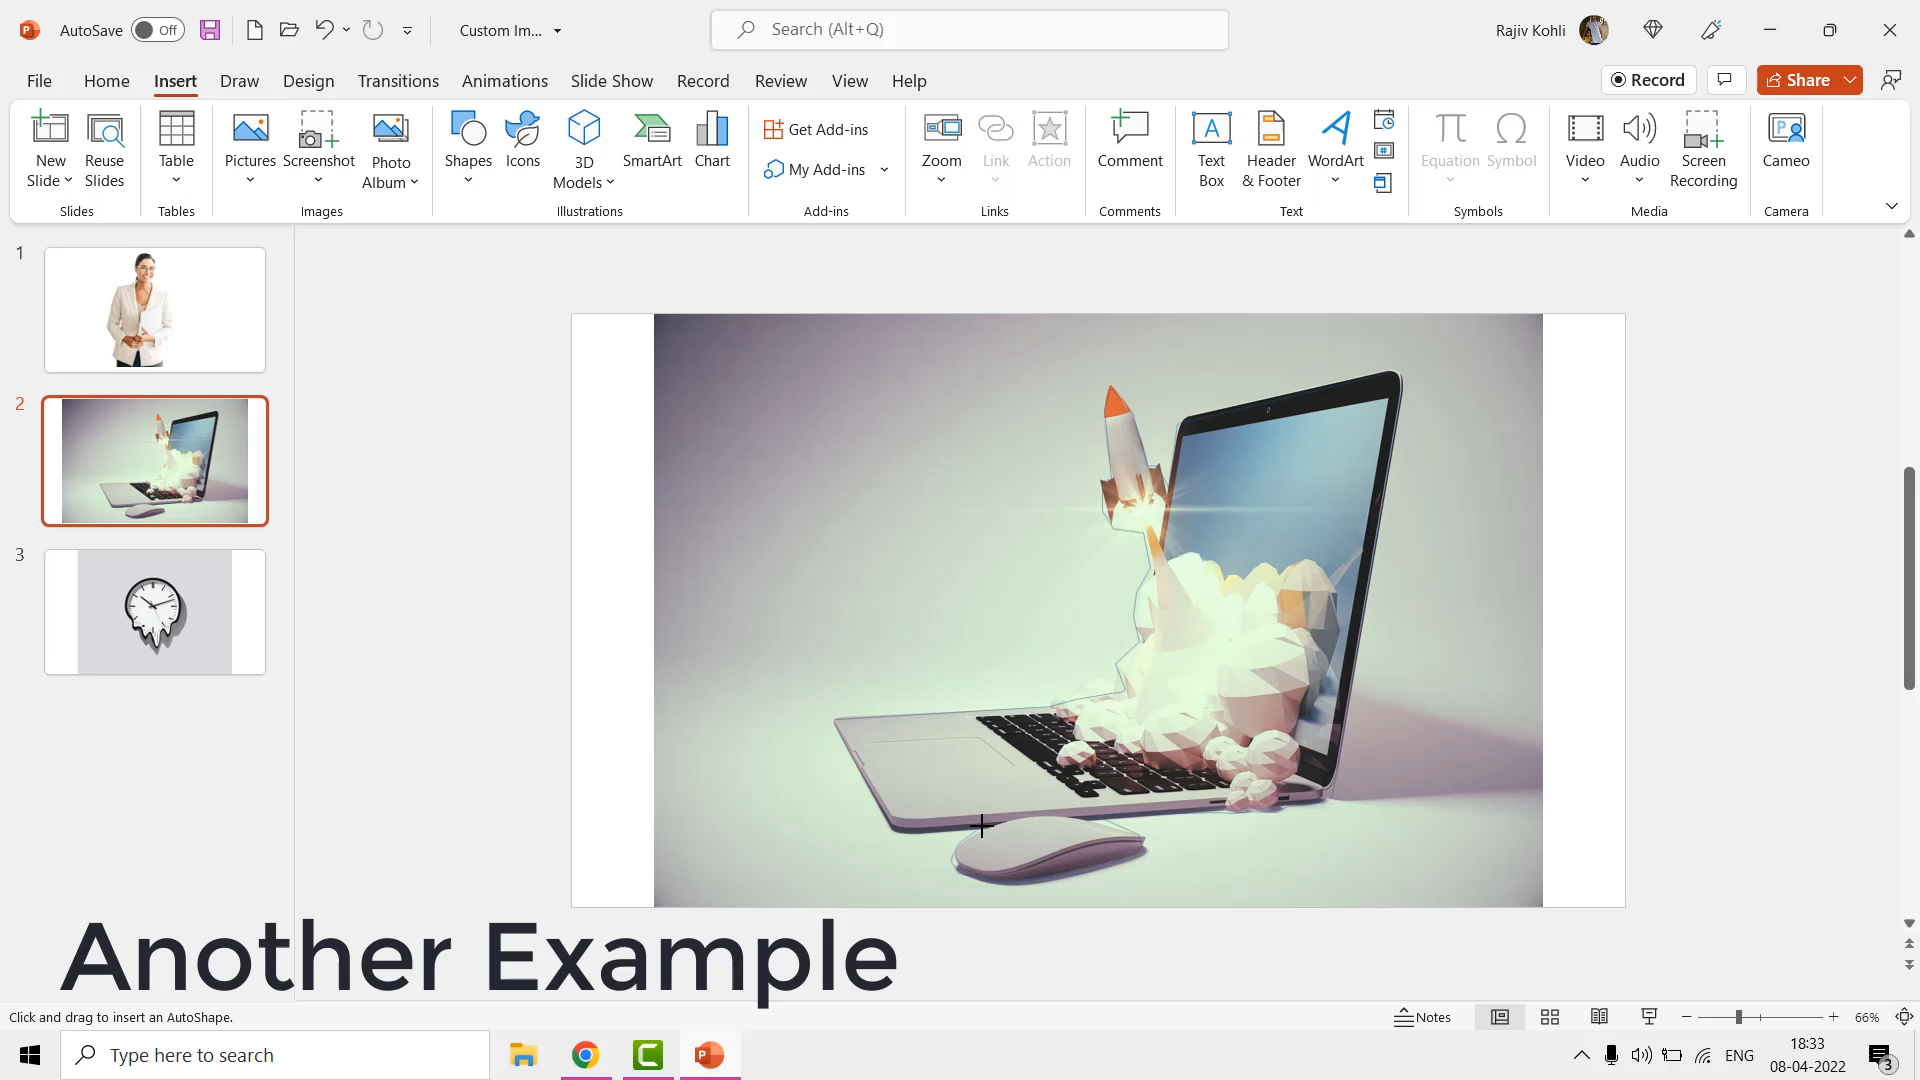 AutoSave Off Custom Im... Search (Alt+Q) Rajiv Kohli
File Home Insert Draw Design Transitions Animations Slide Show Record Review View Help Record Share
New Slide
Reuse Slides
Table
Pictures
Screenshot
Photo Album
Shapes
Icons
3D Models
SmartArt
Chart
Get Add-ins
My Add-ins
Zoom
Link
Action
Comment
Text Box
Header & Footer
WordArt
Equation
Symbol
Video
Audio
Screen Recording
Cameo
Slides Tables Images Illustrations Add-ins Links Comments Text Symbols Media Camera
1
2
3
Another Example
Click and drag to insert an AutoShape. Notes 66%
Type here to search ENG 18:33
08-04-2022 3